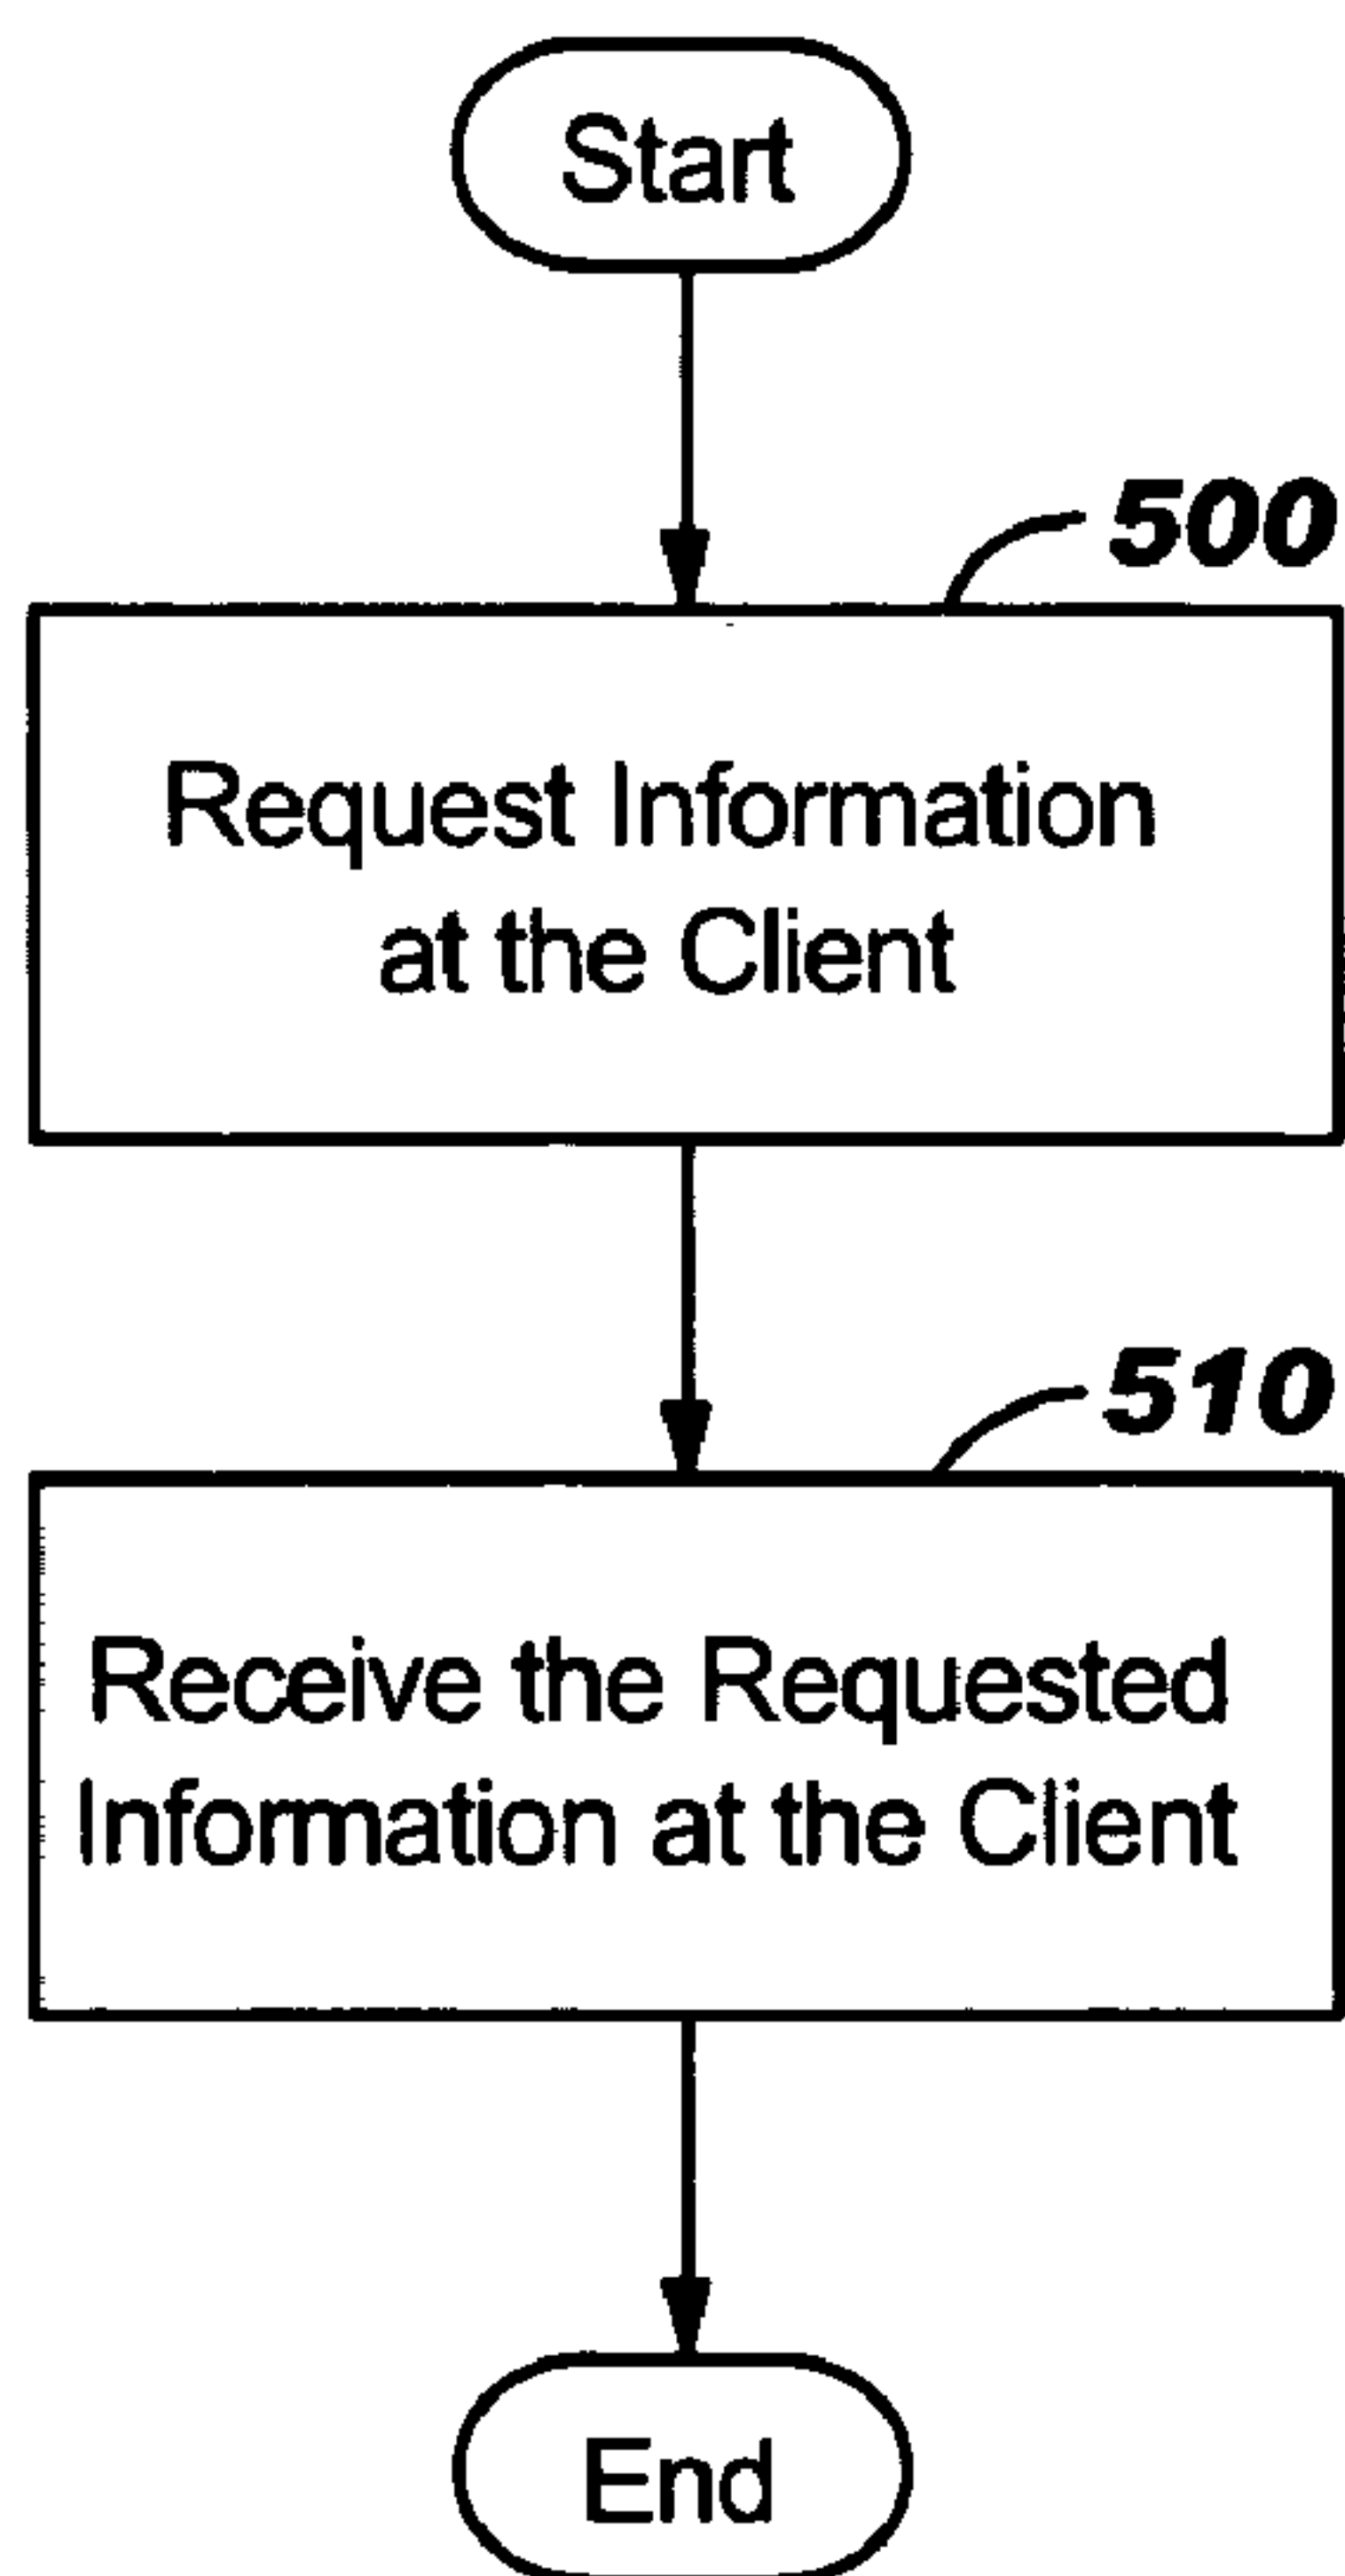 Start
500
Request Information
at the Client
510
Receive the Requested
Information at the Client
End